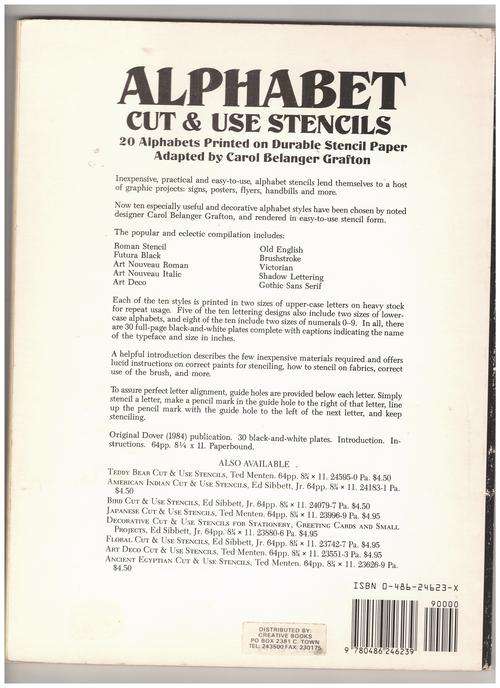 ALPHABET
CUT & USE STENCILS
20 Alphabets Printed on Durable Stencil Paper
Adapted by Carol Belanger Grafton
Inexpensive, practical and easy-to-use, alphabet stencils lend themselves to a host
of graphic projects: signs, posters, flyers, handbills and more.
Now ten especially useful and decorative alphabet styles have been chosen by noted
designer Carol Belanger Grafton, and rendered in easy-to-use stencil form.
The popular and eclectic compilation includes:
Roman Stencil
Futura Black
Art Nouveau Roman
Art Nouveau Italic
Art Deco
Old English
Brushstroke
Victorian
Shadow Lettering
Gothic Sans Serif
Each of the ten styles is printed in two sizes of upper-case letters on heavy stock
for repeat usage. Five of the ten lettering designs also include two sizes of lower-
case alphabets, and eight of the ten include two sizes of numerals 0–9. In all, there
are 30 full-page black-and-white plates complete with captions indicating the name
of the typeface and size in inches.
A helpful introduction describes the few inexpensive materials required and offers
lucid instructions on correct paints for stenciling, how to stencil on fabrics, correct
use of the brush, and more.
To assure perfect letter alignment, guide holes are provided below each letter. Simply
stencil a letter, make a pencil mark in the guide hole to the right of that letter, line
up the pencil mark with the guide hole to the left of the next letter, and keep
stenciling.
Original Dover (1984) publication. 30 black-and-white plates. Introduction. In-
structions. 64pp. 8¼ x 11. Paperbound.
ALSO AVAILABLE
TEDDY BEAR CUT & USE STENCILS, Ted Menten. 64pp. 8¼ × 11. 24595-0 Pa. $4.50
AMERICAN INDIAN CUT & USE STENCILS, Ed Sibbett, Jr. 64pp. 8¼ × 11. 24183-1 Pa.
$4.50
BIRD CUT & USE STENCILS, Ed Sibbett, Jr. 64pp. 8¼ × 11. 24079-7 Pa. $4.50
JAPANESE CUT & USE STENCILS, Ted Menten. 64pp. 8¼ × 11. 23996-9 Pa. $4.95
DECORATIVE CUT & USE STENCILS FOR STATIONERY, GREETING CARDS AND SMALL
PROJECTS, Ed Sibbett, Jr. 64pp. 8¼ × 11. 23880-6 Pa. $4.95
FLORAL CUT & USE STENCILS, Ed Sibbett, Jr. 64pp. 8¼ × 11. 23742-7 Pa. $4.95
ART DECO CUT & USE STENCILS, Ted Menten. 64pp. 8¼ × 11. 23551-3 Pa. $4.95
ANCIENT EGYPTIAN CUT & USE STENCILS, Ted Menten. 64pp. 8¼ × 11. 23626-9 Pa.
$4.50
ISBN 0-486-24623-X
90000
9 780486 246239
DISTRIBUTED BY:
CREATIVE BOOKS
PO BOX 2381 C. TOWN
TEL: 243500 FAX: 230175